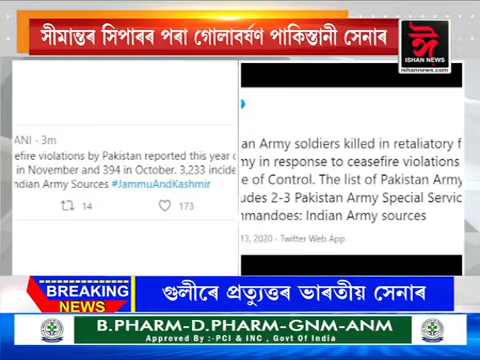 সীমান্তৰ সিপাৰৰ পৰা গোলাবৰ্ষণ পাকিস্তানী সেনাৰ
ঈ
ISHAN NEWS
www.ishannews.com
ANI · 3m
efire violations by Pakistan reported this year
in November and 394 in October. 3,233 incide
ndian Army Sources #JammuAndKashmir
14 173
an Army soldiers killed in retaliatory f
my in response to ceasefire violations
e of Control. The list of Pakistan Army
udes 2-3 Pakistan Army Special Servic
mmandoes: Indian Army sources
13, 2020 · Twitter Web App
BREAKING NEWS
গুলীৰে প্ৰত্যুত্তৰ ভাৰতীয় সেনাৰ
B.PHARM-D.PHARM-GNM-ANM
Approved By :-PCI & INC , Govt Of India